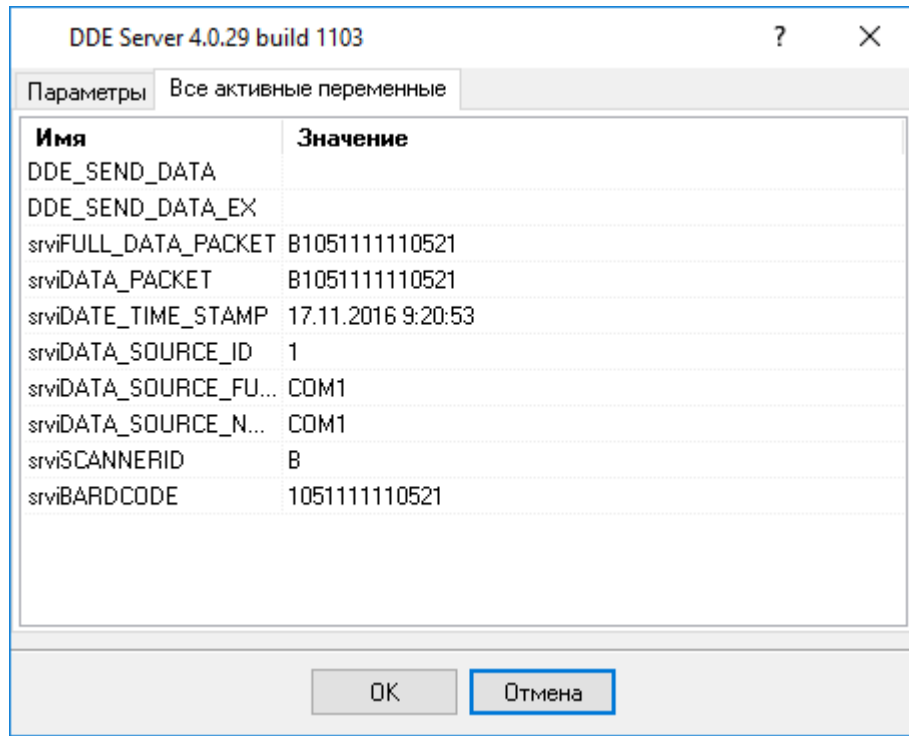 DDE Server 4.0.29 build 1103 ?
Параметры Все активные переменные
Имя Значение
DDE_SEND_DATA
DDE_SEND_DATA_EX
srviFULL_DATA_PACKET B1051111110521
srviDATA_PACKET B1051111110521
srviDATE_TIME_STAMP 17.11.2016 9:20:53
srviDATA_SOURCE_ID 1
srviDATA_SOURCE_FU... COM1
srviDATA_SOURCE_N... COM1
srviSCANNERID B
srviBARDCODE 1051111110521
OK Отмена